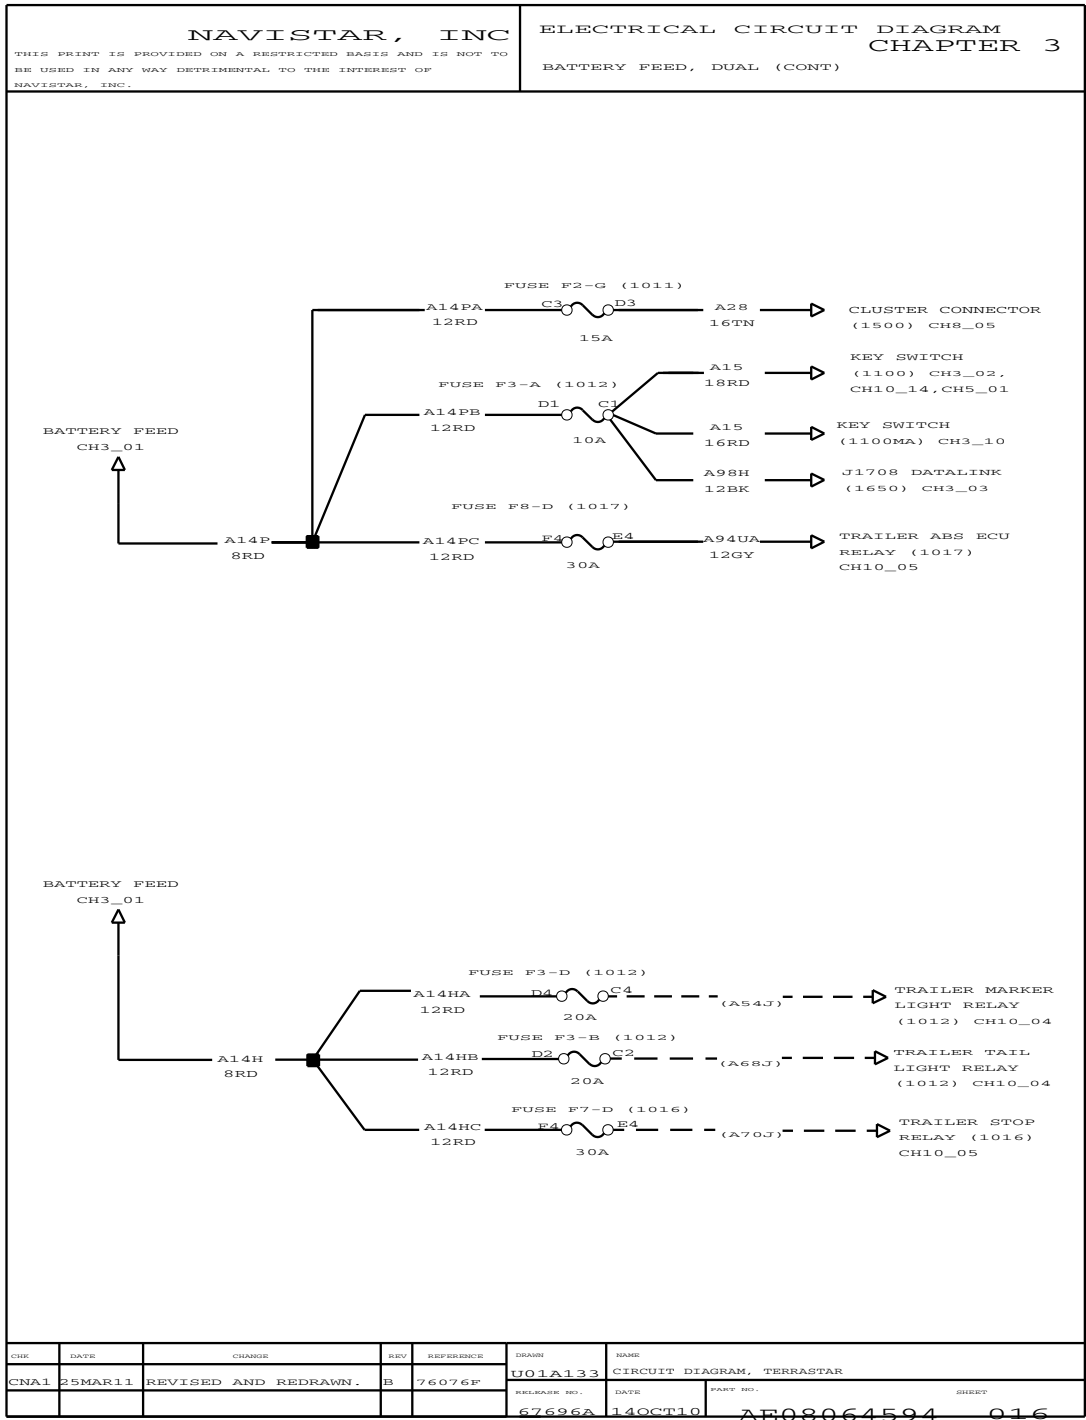 NAVISTAR, INC
THIS PRINT IS PROVIDED ON A RESTRICTED BASIS AND IS NOT TO
BE USED IN ANY WAY DETRIMENTAL TO THE INTEREST OF
NAVISTAR, INC.
ELECTRICAL CIRCUIT DIAGRAM
CHAPTER 3
BATTERY FEED, DUAL (CONT)
FUSE F2-G (1011)
A14PA
12RD
C3
D3
15A
A28
16TN
CLUSTER CONNECTOR
(1500) CH8_05
KEY SWITCH
(1100) CH3_02,
CH10_14,CH5_01
A15
18RD
FUSE F3-A (1012)
A14PB
12RD
D1
C1
10A
A15
16RD
KEY SWITCH
(1100MA) CH3_10
A98H
12BK
J1708 DATALINK
(1650) CH3_03
BATTERY FEED
CH3_01
A14P
8RD
FUSE F8-D (1017)
A14PC
12RD
F4
E4
30A
A94UA
12GY
TRAILER ABS ECU
RELAY (1017)
CH10_05
BATTERY FEED
CH3_01
A14H
8RD
FUSE F3-D (1012)
A14HA
12RD
D4
C4
20A
(A54J)
TRAILER MARKER
LIGHT RELAY
(1012) CH10_04
FUSE F3-B (1012)
A14HB
12RD
D2
C2
20A
(A68J)
TRAILER TAIL
LIGHT RELAY
(1012) CH10_04
FUSE F7-D (1016)
A14HC
12RD
F4
E4
30A
(A70J)
TRAILER STOP
RELAY (1016)
CH10_05
CHK DATE CHANGE REV REFERENCE
CNA1 25MAR11 REVISED AND REDRAWN. B 76076F
DRAWN
U01A133
NAME
CIRCUIT DIAGRAM, TERRASTAR
RELEASE NO.
67696A
DATE
14OCT10
PART NO.
AE08064594
SHEET
016